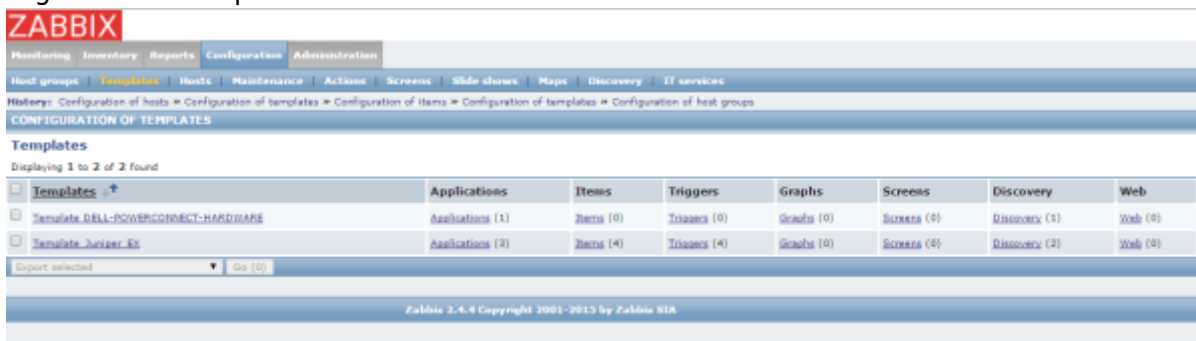 ZABBIX
Monitoring Inventory Reports Configuration Administration
Host groups | Templates | Hosts | Maintenance | Actions | Screens | Slide shows | Maps | Discovery | IT services
History: Configuration of hosts » Configuration of templates » Configuration of items » Configuration of templates » Configuration of host groups
CONFIGURATION OF TEMPLATES
Templates
Displaying 1 to 2 of 2 found
Templates Applications Items Triggers Graphs Screens Discovery Web
Template DELL-POWERCONNECT-HARDWARE Applications (1) Items (0) Triggers (0) Graphs (0) Screens (0) Discovery (1) Web (0)
Template Juniper EX Applications (3) Items (4) Triggers (4) Graphs (0) Screens (0) Discovery (2) Web (0)
Export selected Go (0)
Zabbix 2.4.4 Copyright 2001-2015 by Zabbix SIA